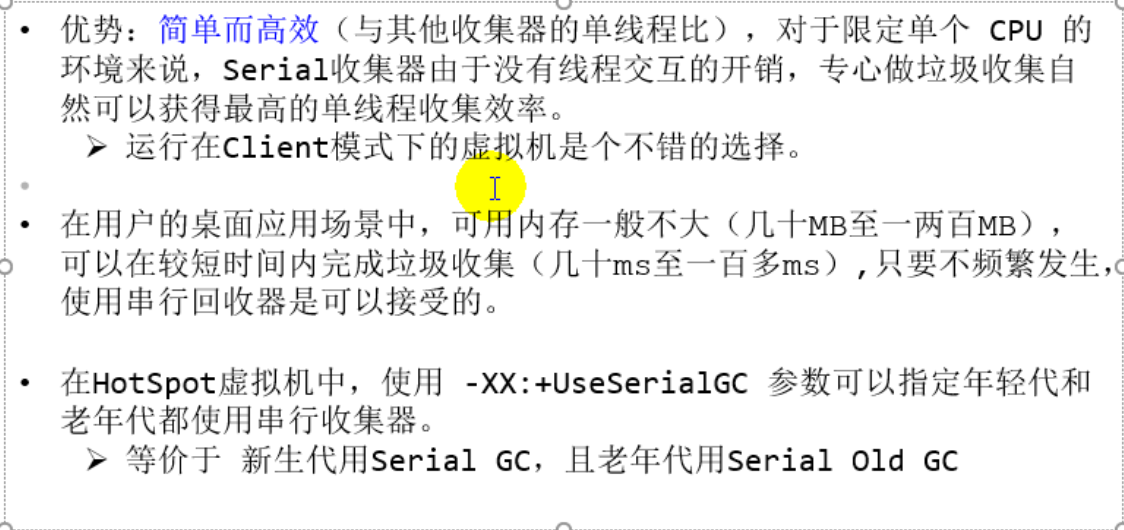 • 优势：简单而高效（与其他收集器的单线程比），对于限定单个 CPU 的
环境来说，Serial收集器由于没有线程交互的开销，专心做垃圾收集自
然可以获得最高的单线程收集效率。
➢ 运行在Client模式下的虚拟机是个不错的选择。
•
• 在用户的桌面应用场景中，可用内存一般不大（几十MB至一两百MB），
可以在较短时间内完成垃圾收集（几十ms至一百多ms）,只要不频繁发生，
使用串行回收器是可以接受的。
• 在HotSpot虚拟机中，使用 -XX:+UseSerialGC 参数可以指定年轻代和
老年代都使用串行收集器。
➢ 等价于 新生代用Serial GC，且老年代用Serial Old GC